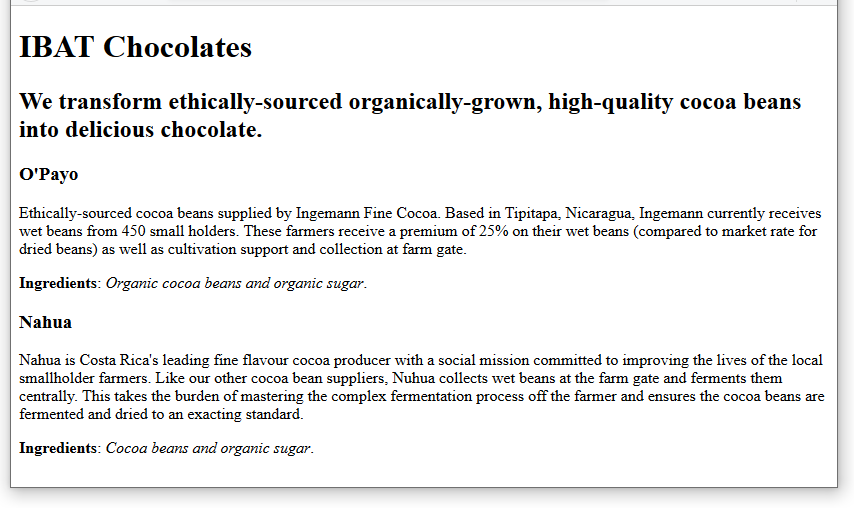 IBAT Chocolates
We transform ethically-sourced organically-grown, high-quality cocoa beans
into delicious chocolate.
O'Payo
Ethically-sourced cocoa beans supplied by Ingemann Fine Cocoa. Based in Tipitapa, Nicaragua, Ingemann currently receives
wet beans from 450 small holders. These farmers receive a premium of 25% on their wet beans (compared to market rate for
dried beans) as well as cultivation support and collection at farm gate.
Ingredients: Organic cocoa beans and organic sugar.
Nahua
Nahua is Costa Rica's leading fine flavour cocoa producer with a social mission committed to improving the lives of the local
smallholder farmers. Like our other cocoa bean suppliers, Nuhua collects wet beans at the farm gate and ferments them
centrally. This takes the burden of mastering the complex fermentation process off the farmer and ensures the cocoa beans are
fermented and dried to an exacting standard.
Ingredients: Cocoa beans and organic sugar.